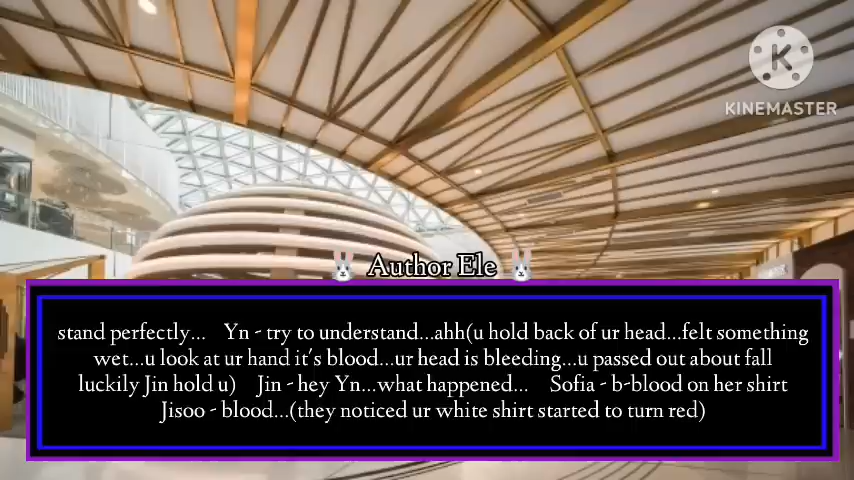 KINEMASTER
Author Ele
stand perfectly... Yn - try to understand...ahh(u hold back of ur head...felt something
wet...u look at ur hand it's blood...ur head is bleeding...u passed out about fall
luckily Jin hold u) Jin - hey Yn...what happened... Sofia - b-blood on her shirt
Jisoo - blood...(they noticed ur white shirt started to turn red)